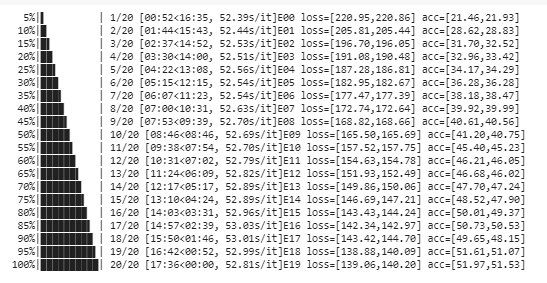 5%| | 1/20 [00:52<16:35, 52.39s/it]E00 loss=[220.95,220.86] acc=[21.46,21.93]
10%| | 2/20 [01:44<15:43, 52.44s/it]E01 loss=[205.81,205.44] acc=[28.62,28.83]
15%| | 3/20 [02:37<14:52, 52.53s/it]E02 loss=[196.70,196.05] acc=[31.70,32.52]
20%| | 4/20 [03:30<14:00, 52.51s/it]E03 loss=[191.08,190.48] acc=[32.96,33.42]
25%| | 5/20 [04:22<13:08, 52.56s/it]E04 loss=[187.28,186.81] acc=[34.17,34.29]
30%| | 6/20 [05:15<12:15, 52.54s/it]E05 loss=[182.95,182.67] acc=[36.28,36.28]
35%| | 7/20 [06:07<11:23, 52.54s/it]E06 loss=[177.47,177.39] acc=[38.18,38.47]
40%| | 8/20 [07:00<10:31, 52.63s/it]E07 loss=[172.74,172.64] acc=[39.92,39.99]
45%| | 9/20 [07:53<09:39, 52.70s/it]E08 loss=[168.82,168.66] acc=[40.61,40.56]
50%| | 10/20 [08:46<08:46, 52.69s/it]E09 loss=[165.50,165.69] acc=[41.20,40.75]
55%| | 11/20 [09:38<07:54, 52.70s/it]E10 loss=[157.52,157.75] acc=[45.40,45.23]
60%| | 12/20 [10:31<07:02, 52.79s/it]E11 loss=[154.63,154.78] acc=[46.21,46.05]
65%| | 13/20 [11:24<06:09, 52.82s/it]E12 loss=[151.93,152.49] acc=[46.68,46.02]
70%| | 14/20 [12:17<05:17, 52.89s/it]E13 loss=[149.86,150.06] acc=[47.70,47.24]
75%| | 15/20 [13:10<04:24, 52.89s/it]E14 loss=[146.69,147.21] acc=[48.52,47.90]
80%| | 16/20 [14:03<03:31, 52.96s/it]E15 loss=[143.43,144.24] acc=[50.01,49.37]
85%| | 17/20 [14:57<02:39, 53.03s/it]E16 loss=[142.34,142.97] acc=[50.73,50.53]
90%| | 18/20 [15:50<01:46, 53.01s/it]E17 loss=[143.42,144.70] acc=[49.65,48.15]
95%| | 19/20 [16:42<00:52, 52.99s/it]E18 loss=[138.88,140.09] acc=[51.61,51.07]
100%| | 20/20 [17:36<00:00, 52.81s/it]E19 loss=[139.06,140.20] acc=[51.97,51.53]